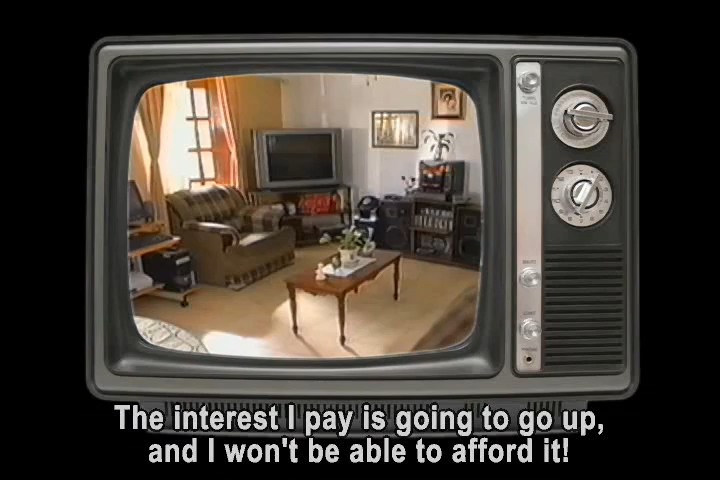 The interest I pay is going to go up,
and I won't be able to afford it!